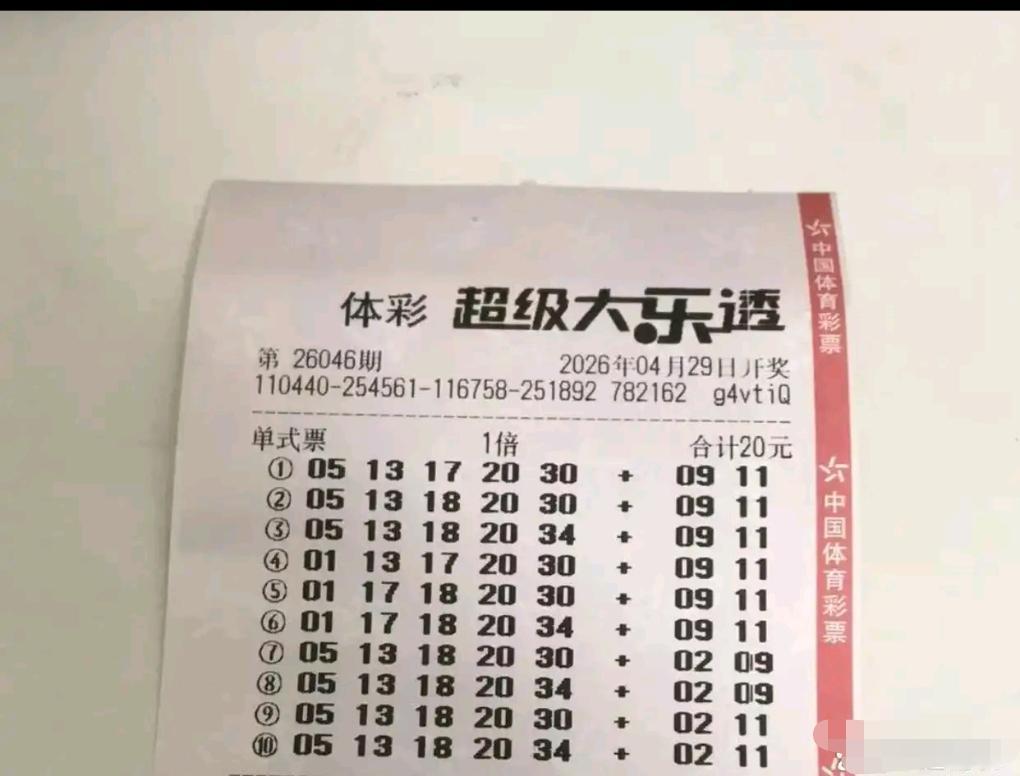 体彩 超级大乐透
第 26046期 2026年04月29日开奖
110440-254561-116758-251892 782162 g4vtiQ
单式票 1倍 合计20元
① 05 13 17 20 30 + 09 11
② 05 13 18 20 30 + 09 11
③ 05 13 18 20 34 + 09 11
④ 01 13 17 20 30 + 09 11
⑤ 01 17 18 20 30 + 09 11
⑥ 01 17 18 20 34 + 09 11
⑦ 05 13 18 20 30 + 02 09
⑧ 05 13 18 20 34 + 02 09
⑨ 05 13 18 20 30 + 02 11
⑩ 05 13 18 20 34 + 02 11
中国体育彩票
中国体育彩票